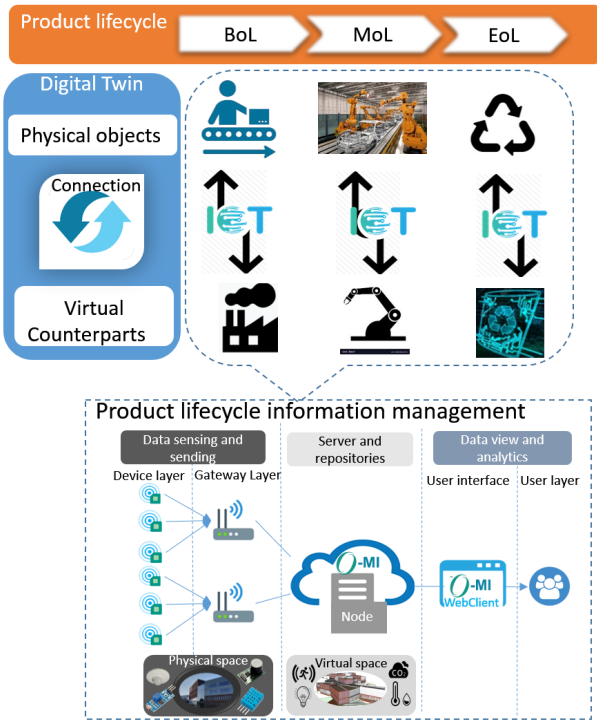 Product lifecycle
BoL
MoL
EoL
Digital Twin
Physical objects
Connection
Virtual
Counterparts
IOT
IOT
IOT
Product lifecycle information management
Data sensing and
sending
Server and
repositories
Data view and
analytics
Device layer
Gateway Layer
User interface
User layer
O-MI
Node
O-MI
WebClient
Physical space
Virtual space
CO2